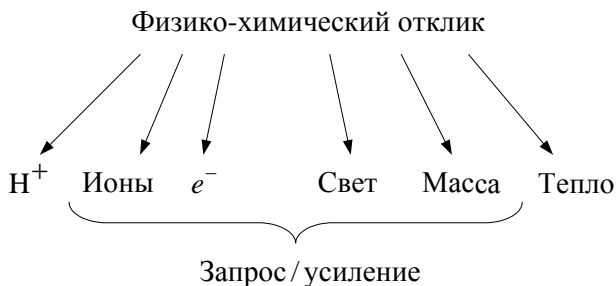 Физико-химический отклик
H+ Ионы e− Свет Масса Тепло
Запрос / усиление